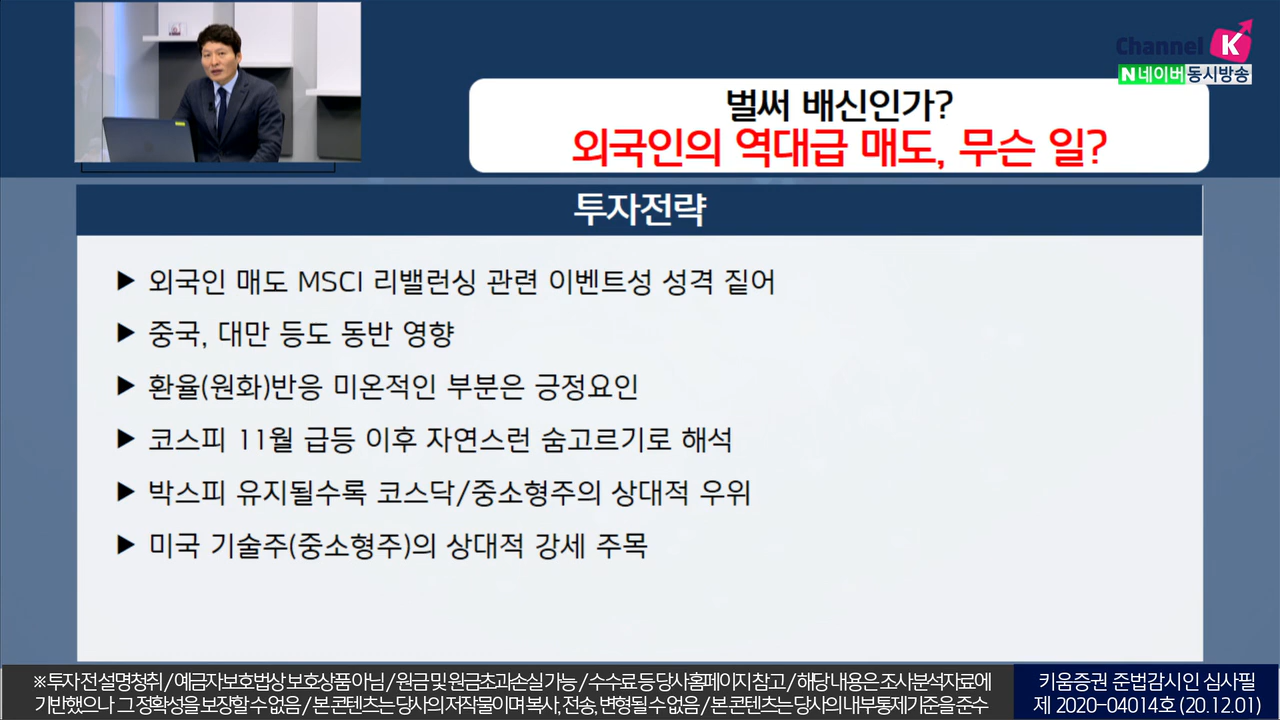 Channel K
N 네이버 동시방송
벌써 배신인가?
외국인의 역대급 매도, 무슨 일?
투자전략
▶ 외국인 매도 MSCI 리밸런싱 관련 이벤트성 성격 짙어
▶ 중국, 대만 등도 동반 영향
▶ 환율(원화)반응 미온적인 부분은 긍정요인
▶ 코스피 11월 급등 이후 자연스런 숨고르기로 해석
▶ 박스피 유지될수록 코스닥/중소형주의 상대적 우위
▶ 미국 기술주(중소형주)의 상대적 강세 주목
※ 투자 전 설명청취 / 예금자보호법상 보호상품 아님 / 원금 및 원금초과손실 가능 / 수수료 등 당사홈페이지 참고 / 해당 내용은 조사분석자료에
기반했으나 그 정확성을 보장할 수 없음 / 본 콘텐츠는 당사의 저작물이며 복사, 전송, 변형될 수 없음 / 본 콘텐츠는 당사의 내부통제기준을 준수
키움증권 준법감시인 심사필
제 2020-04014호 (20.12.01)